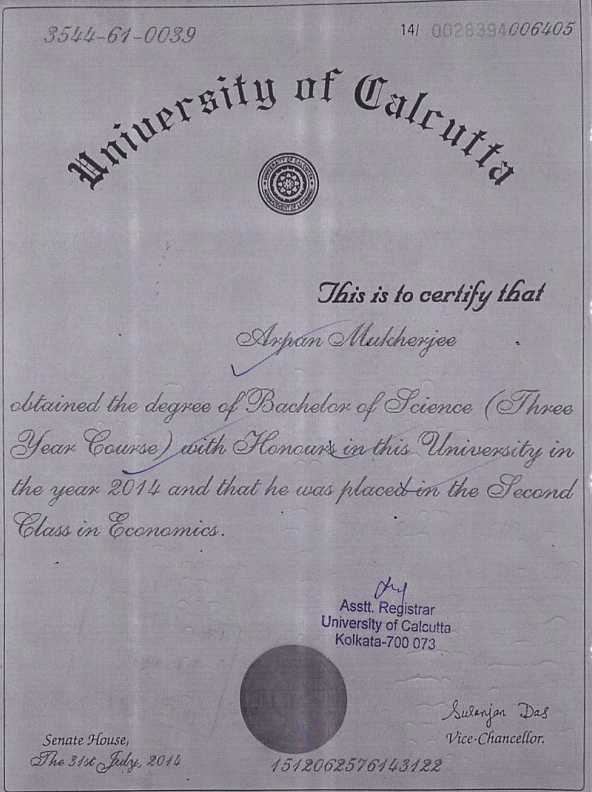 3544-61-0039
14/ 0028394006405
University of Calcutta
This is to certify that
Arpan Mukherjee
obtained the degree of Bachelor of Science (Three
Year Course) with Honours in this University in
the year 2014 and that he was placed in the Second
Class in Economics.
Asstt. Registrar
University of Calcutta
Kolkata-700 073
Suranjan Das
Vice-Chancellor.
Senate House,
The 31st July, 2014
1512062576143122